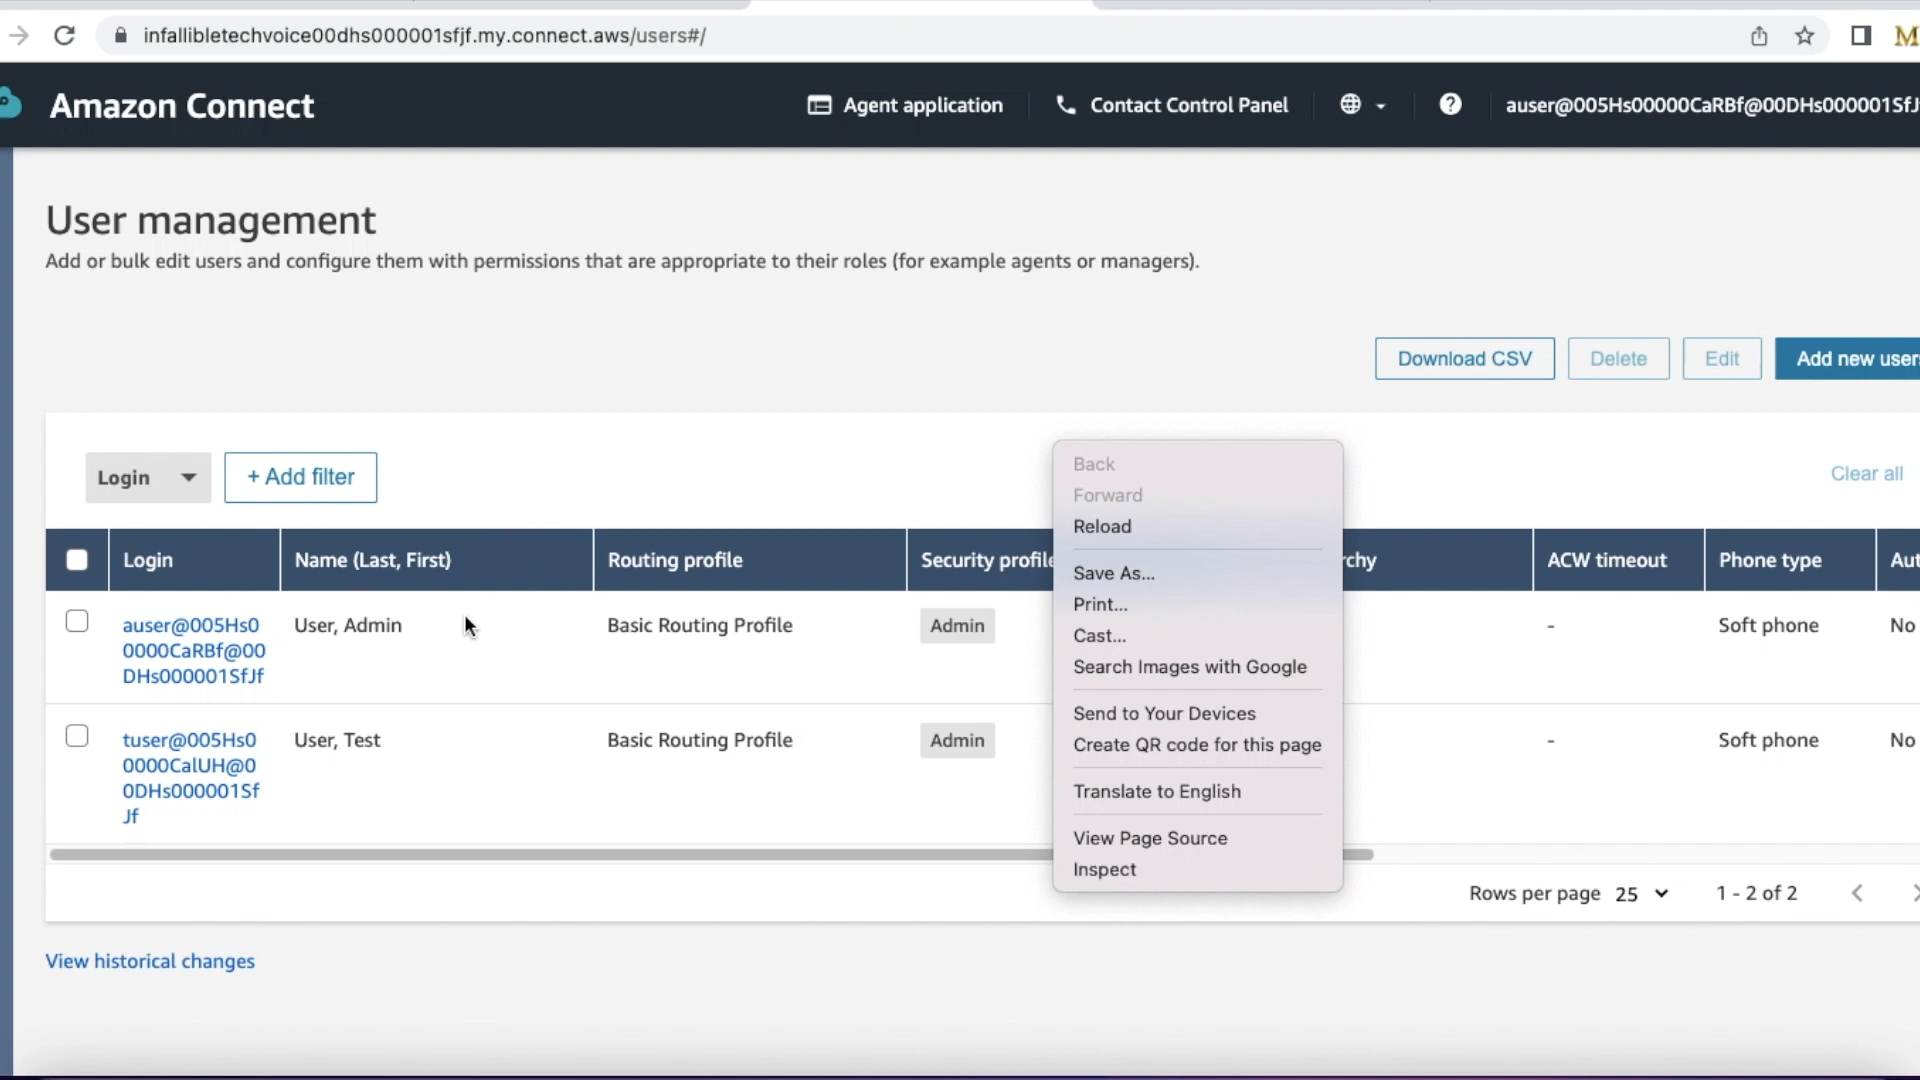 infallibletechvoice00dhs000001sfjf.my.connect.aws/users#/
M
Amazon Connect
Agent application
Contact Control Panel
auser@005Hs00000CaRBf@00DHs000001SfJ
User management
Add or bulk edit users and configure them with permissions that are appropriate to their roles (for example agents or managers).
Download CSV
Delete
Edit
Add new users
Login
+ Add filter
Clear all
Login
Name (Last, First)
Routing profile
Security profile
rchy
ACW timeout
Phone type
Aut
auser@005Hs0
0000CaRBf@00
DHs000001SfJf
User, Admin
Basic Routing Profile
Admin
-
Soft phone
No
tuser@005Hs0
0000CalUH@0
0DHs000001Sf
Jf
User, Test
Basic Routing Profile
Admin
-
Soft phone
No
Back
Forward
Reload
Save As...
Print...
Cast...
Search Images with Google
Send to Your Devices
Create QR code for this page
Translate to English
View Page Source
Inspect
Rows per page 25
1 - 2 of 2
View historical changes